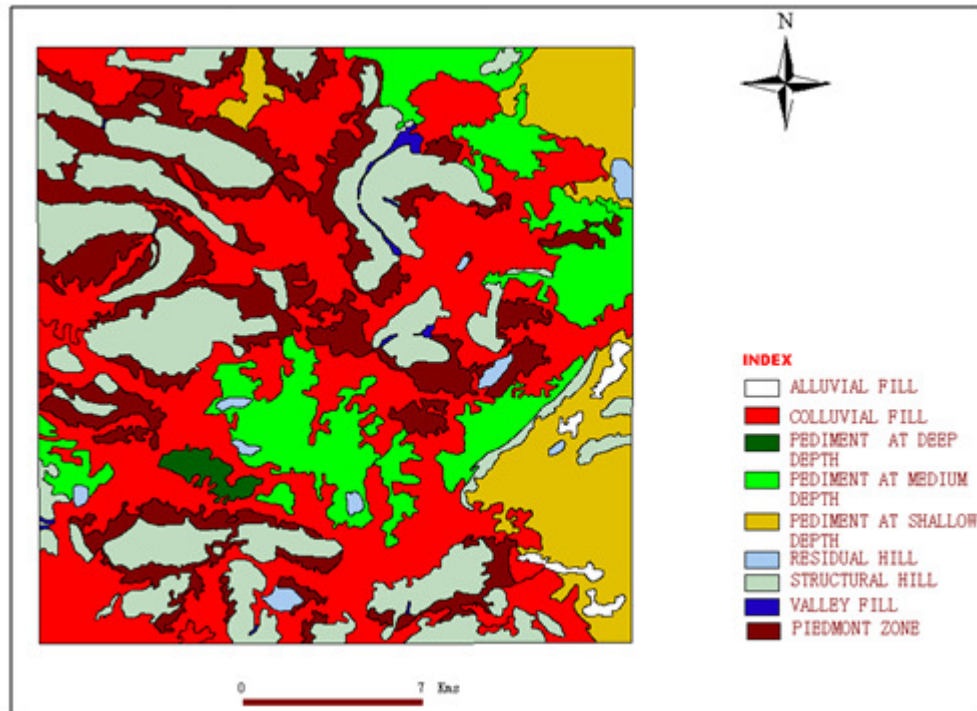 N
INDEX
ALLUVIAL FILL
COLLUVIAL FILL
PEDIMENT AT DEEP
DEPTH
PEDIMENT AT MEDIUM
DEPTH
PEDIMENT AT SHALLOW
DEPTH
RESIDUAL HILL
STRUCTURAL HILL
VALLEY FILL
PIEDMONT ZONE
0 7 Kms